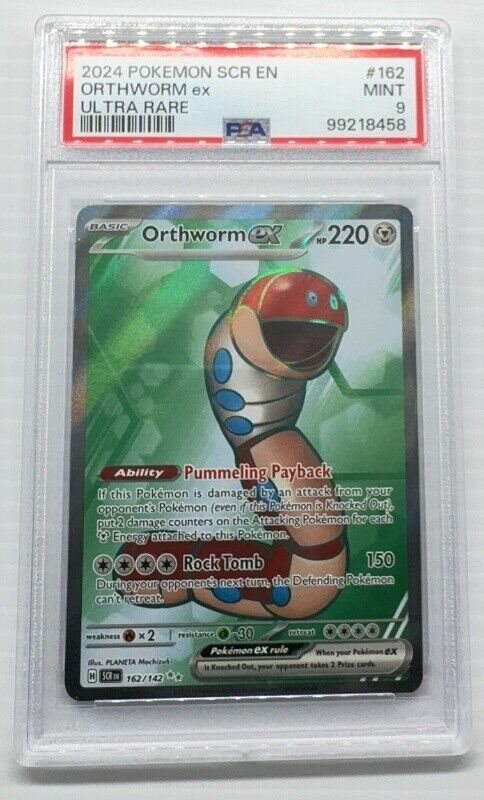 2024 POKEMON SCR EN #162
ORTHWORM ex MINT
ULTRA RARE 9
PSA 99218458
BASIC Orthworm ex HP 220
Ability Pummeling Payback
If this Pokémon is damaged by an attack from your
opponent's Pokémon (even if this Pokémon is Knocked Out),
put 2 damage counters on the Attacking Pokémon for each
Energy attached to this Pokémon.
Rock Tomb 150
During your opponent's next turn, the Defending Pokémon
can't retreat.
weakness ×2 resistance -30 retreat
Pokémon ex rule When your Pokémon ex
is Knocked Out, your opponent takes 2 Prize cards.
Illus. PLANETA Mochizuki
H SCR EN 162/142